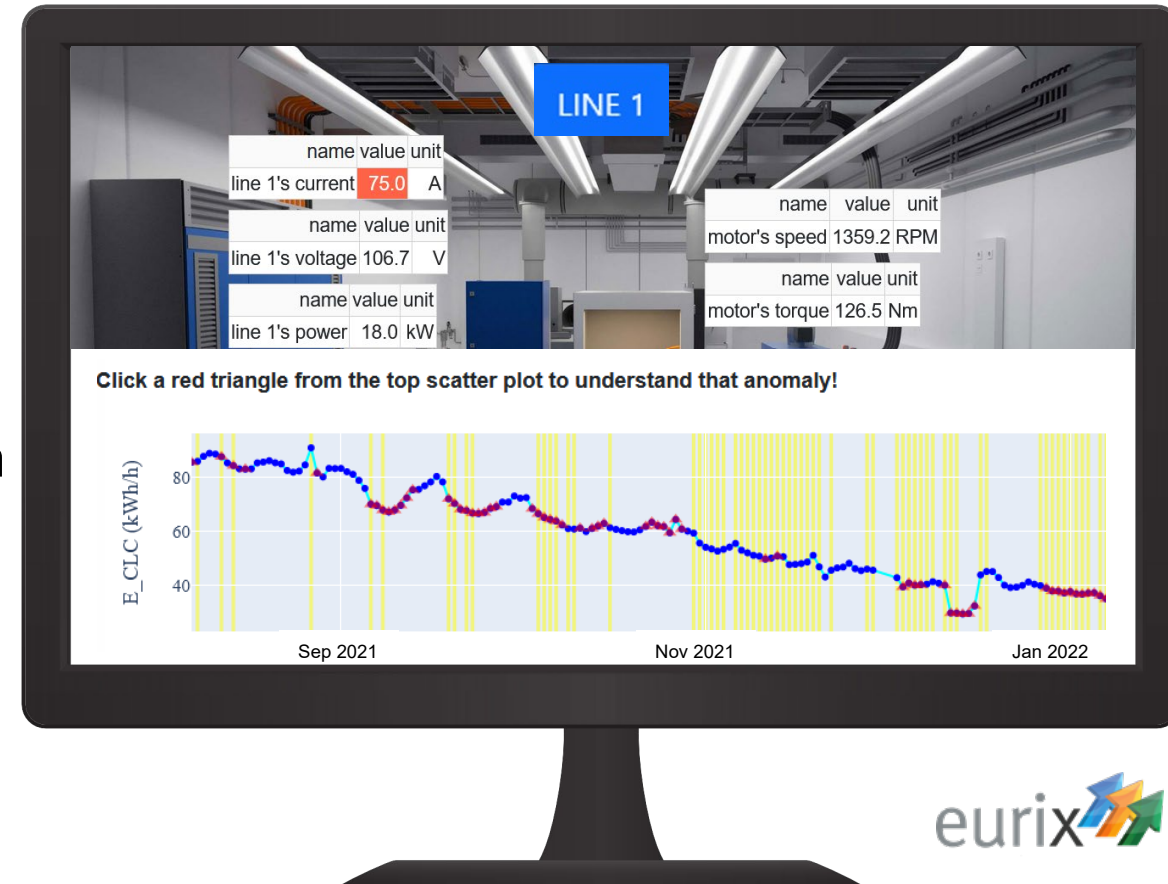 LINE 1
name value unit
line 1's current 75.0 A
name value unit
line 1's voltage 106.7 V
name value unit
line 1's power 18.0 kW
name value unit
motor's speed 1359.2 RPM
name value unit
motor's torque 126.5 Nm
Click a red triangle from the top scatter plot to understand that anomaly!
E_CLC (kWh/h)
80
60
40
Sep 2021
Nov 2021
Jan 2022
eurix